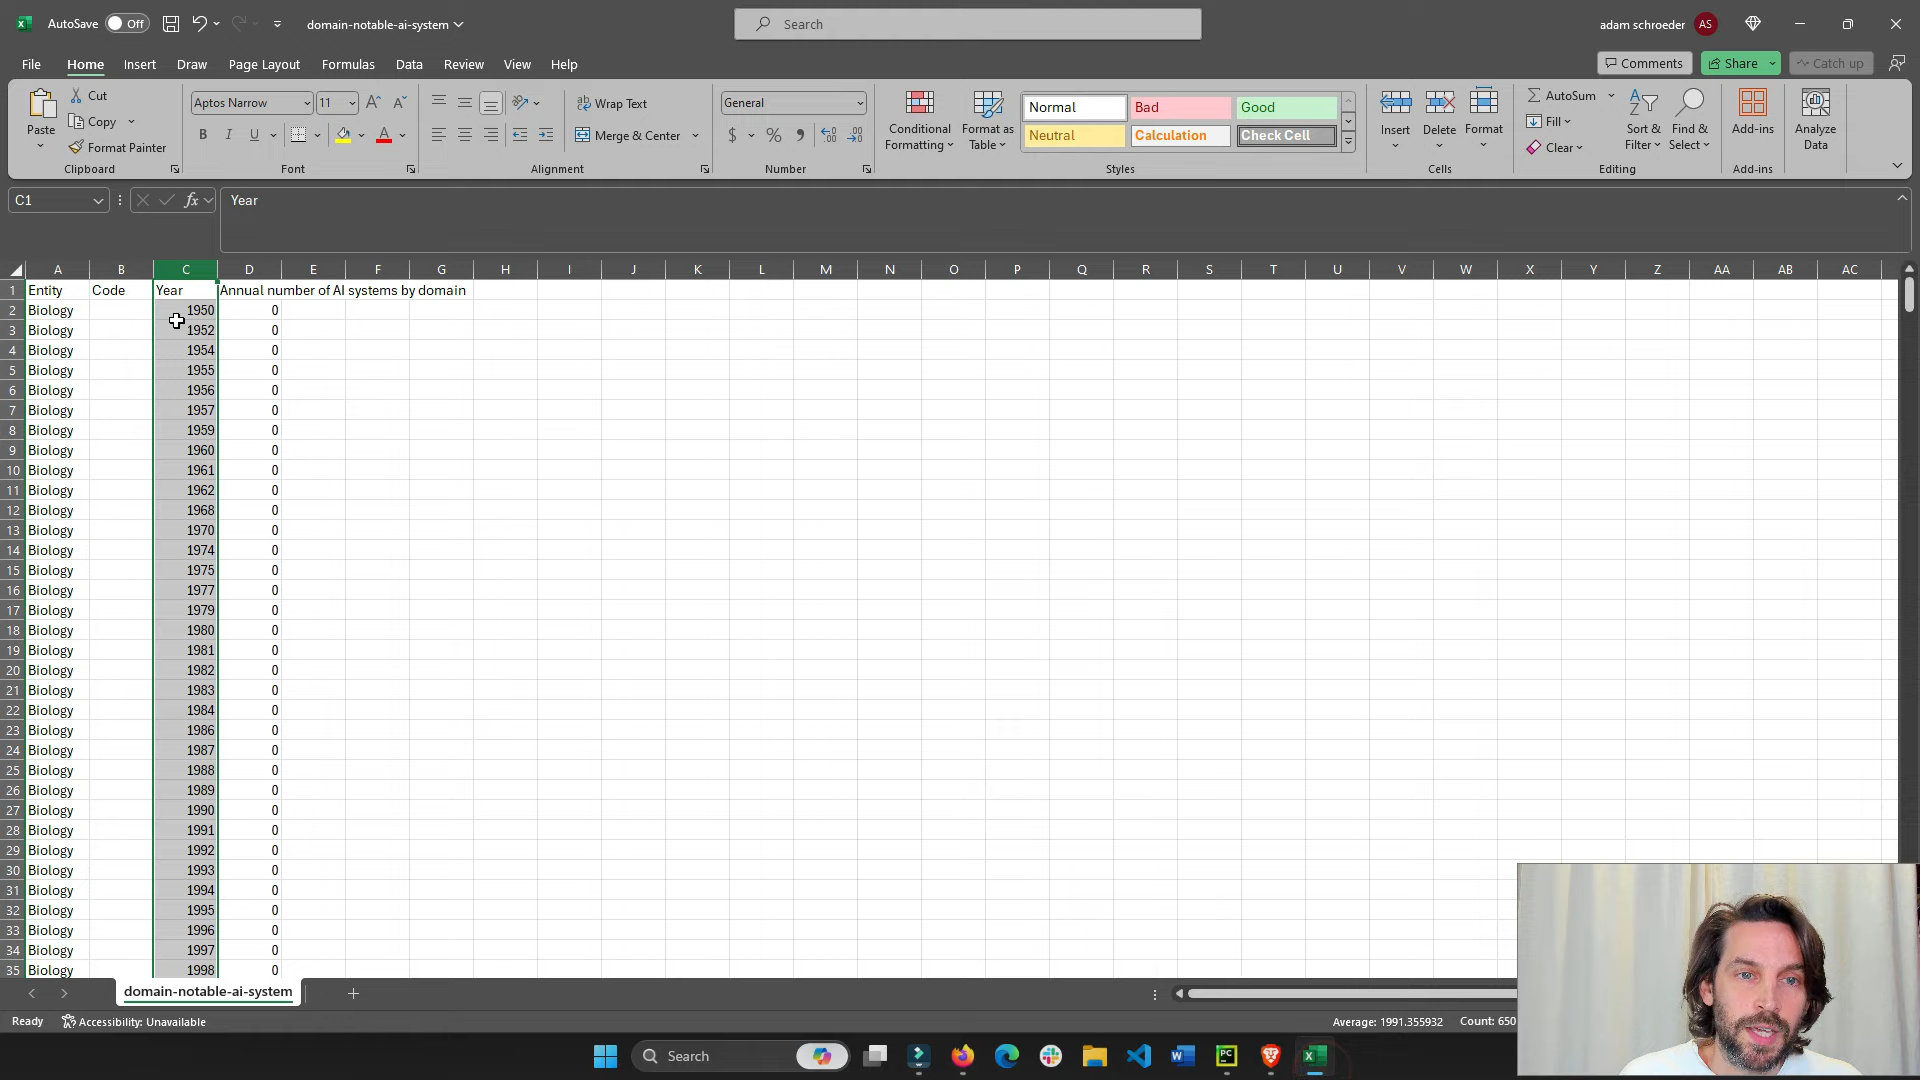 AutoSave Off domain-notable-ai-system Search adam schroeder AS
File Home Insert Draw Page Layout Formulas Data Review View Help Comments Share Catch up
Paste Cut Copy Format Painter Clipboard
Aptos Narrow 11 B I U Font
Wrap Text Merge & Center Alignment
General $ % Number
Conditional Formatting Format as Table
Normal Bad Good
Neutral Calculation Check Cell
Styles
Insert Delete Format Cells
AutoSum Fill Clear Sort & Filter Find & Select Editing
Add-ins Add-ins
Analyze Data
C1 fx Year
A B C D E F G H I J K L M N O P Q R S T U V W X Y Z AA AB AC
1 Entity Code Year Annual number of AI systems by domain
2 Biology 1950 0
3 Biology 1952 0
4 Biology 1954 0
5 Biology 1955 0
6 Biology 1956 0
7 Biology 1957 0
8 Biology 1959 0
9 Biology 1960 0
10 Biology 1961 0
11 Biology 1962 0
12 Biology 1968 0
13 Biology 1970 0
14 Biology 1974 0
15 Biology 1975 0
16 Biology 1977 0
17 Biology 1979 0
18 Biology 1980 0
19 Biology 1981 0
20 Biology 1982 0
21 Biology 1983 0
22 Biology 1984 0
23 Biology 1986 0
24 Biology 1987 0
25 Biology 1988 0
26 Biology 1989 0
27 Biology 1990 0
28 Biology 1991 0
29 Biology 1992 0
30 Biology 1993 0
31 Biology 1994 0
32 Biology 1995 0
33 Biology 1996 0
34 Biology 1997 0
35 Biology 1998 0
domain-notable-ai-system
Ready Accessibility: Unavailable Average: 1991.355932 Count: 650
Search